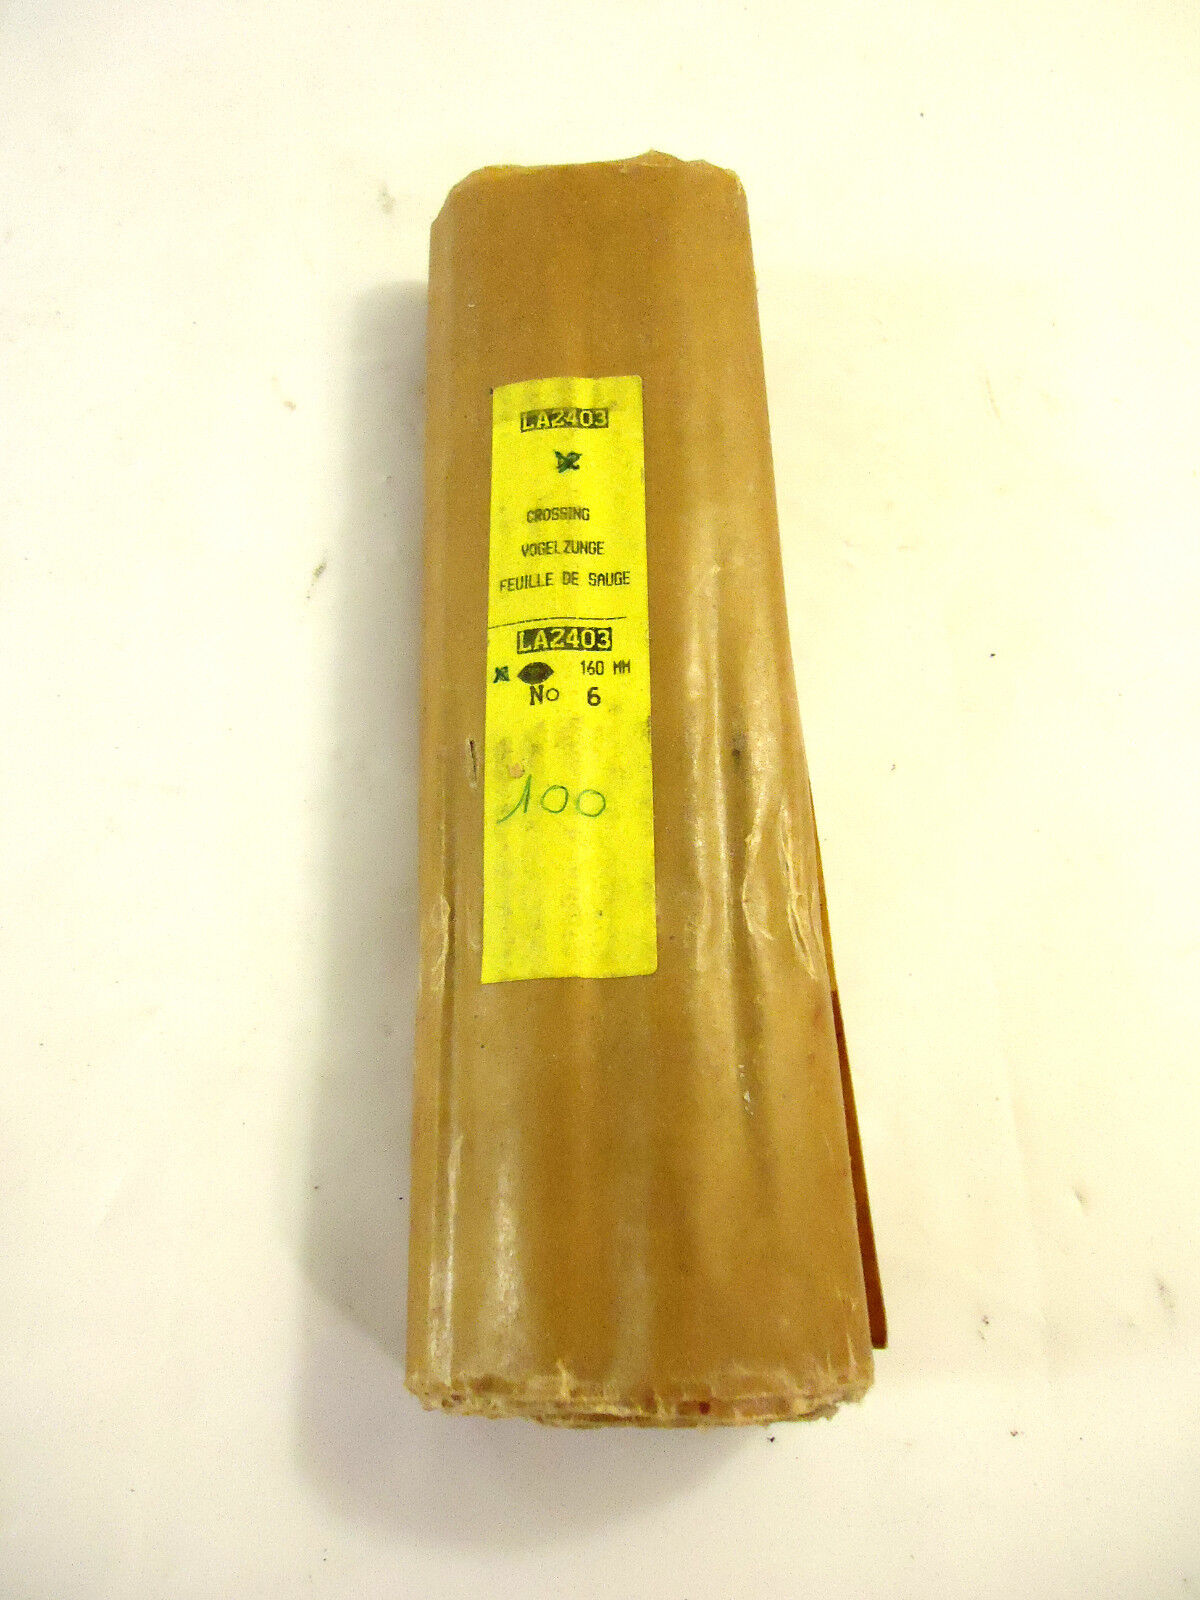 LA2403
CROSSING
VOGELZUNGE
FEUILLE DE SAUGE
LA2403
160 MM
No 6
100